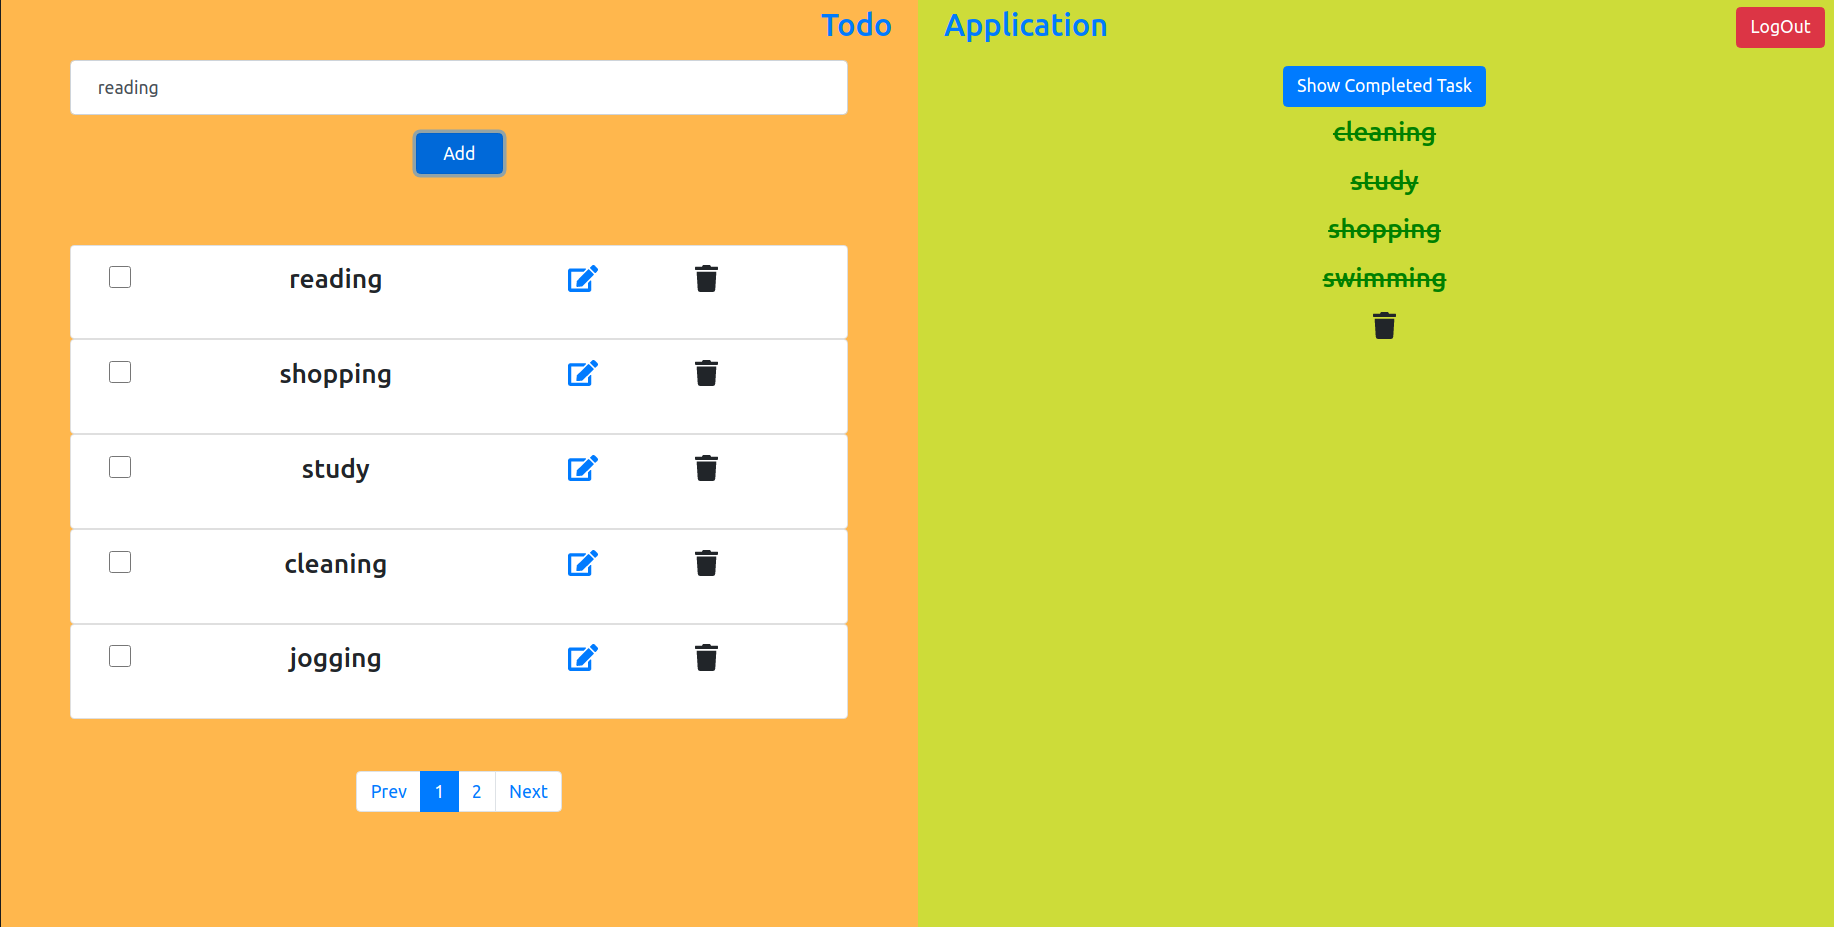 Todo Application
LogOut
reading
Add
reading
shopping
study
cleaning
jogging
Prev 1 2 Next
Show Completed Task
cleaning
study
shopping
swimming